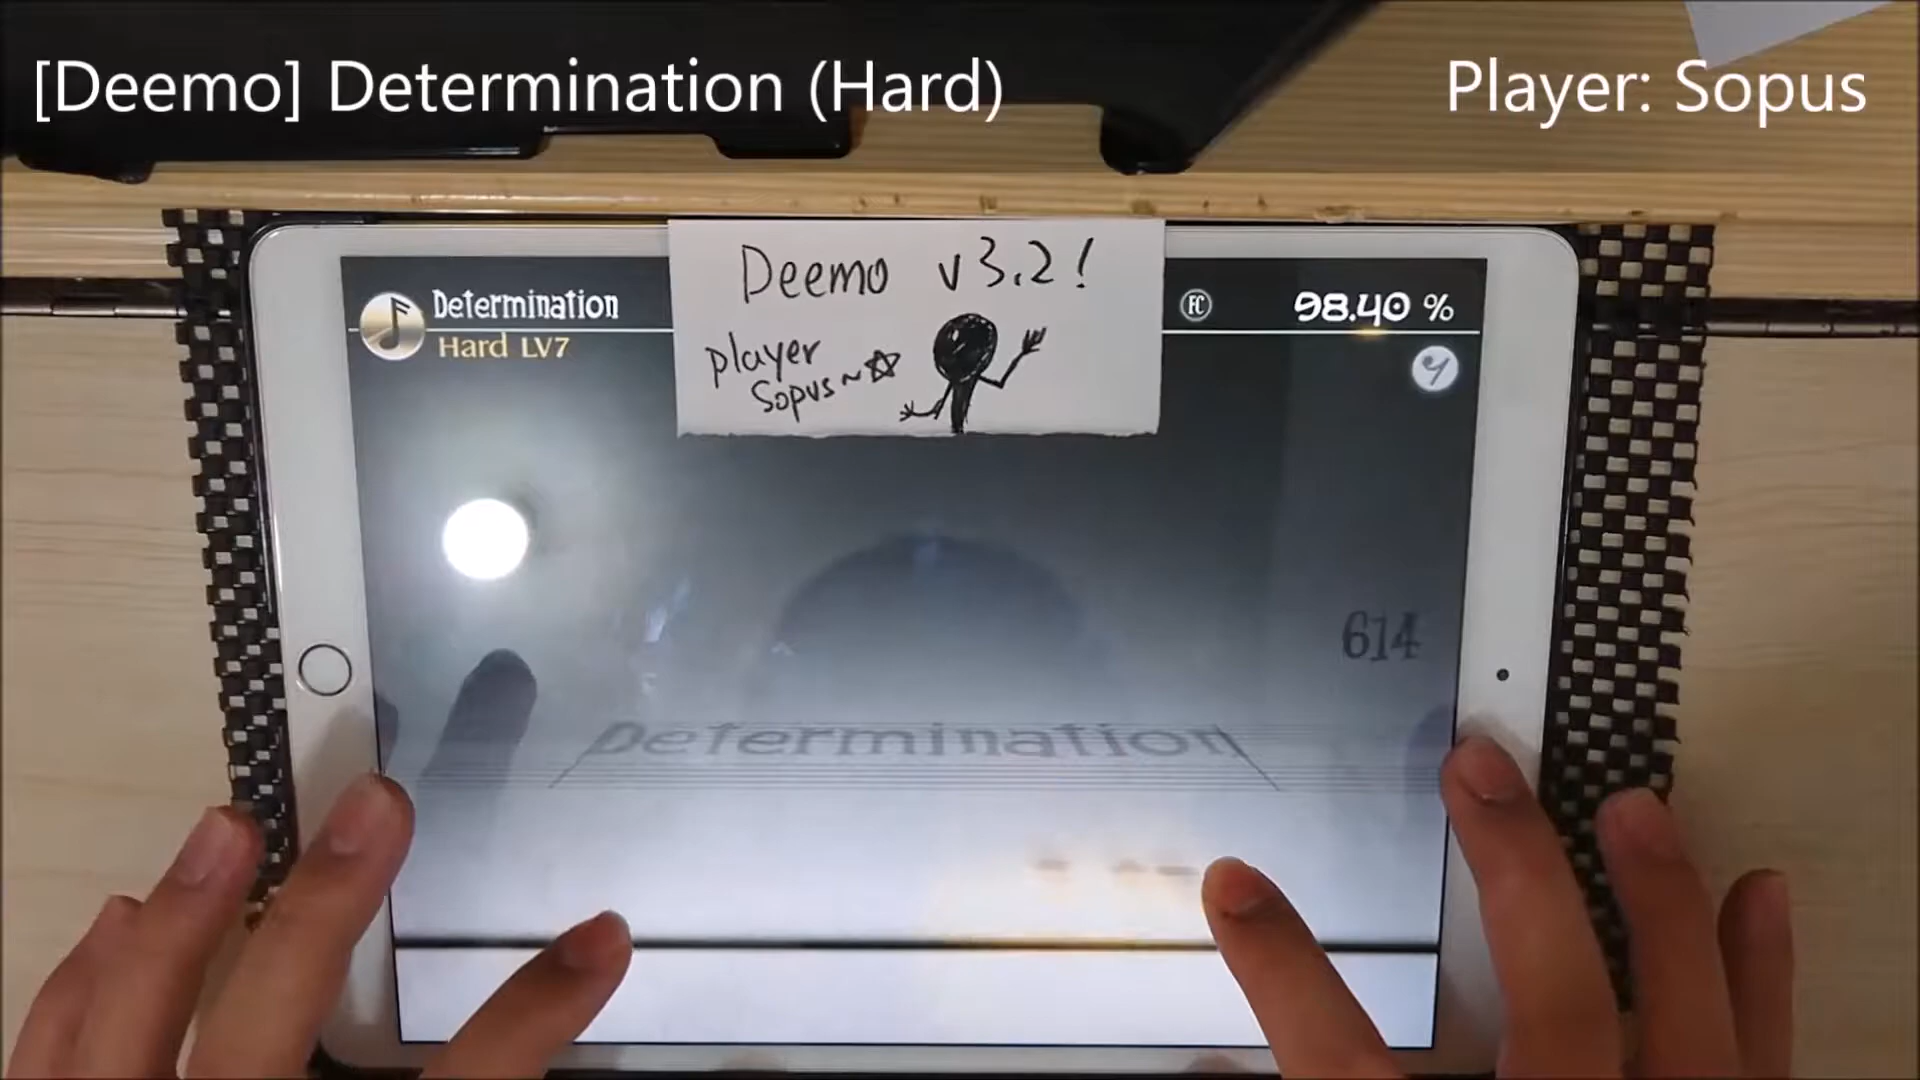 [Deemo] Determination (Hard)
Player: Sopus
Deemo v3.2!
player
Sopus~☆
Determination
Hard LV7
FC
98.40 %
614
Determination